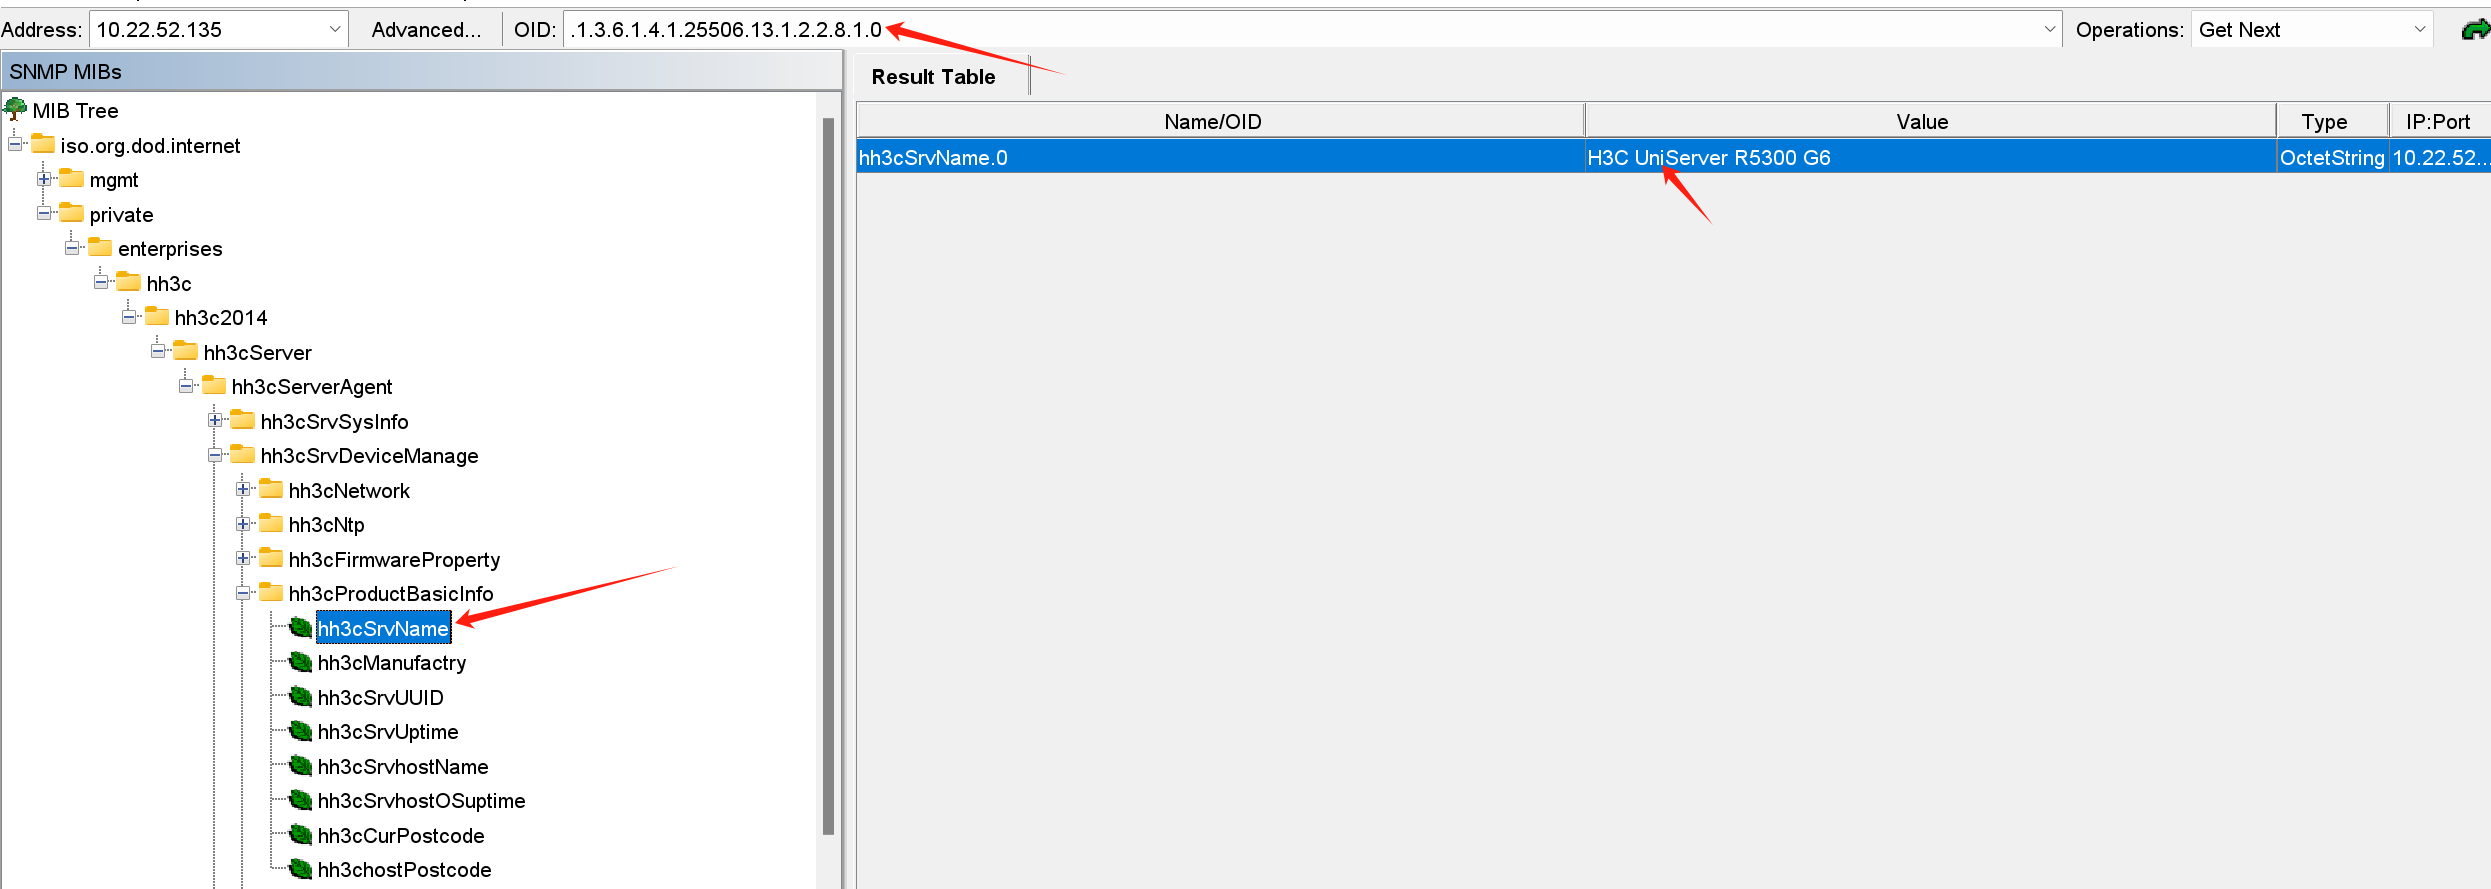 Address: 10.22.52.135 Advanced... OID: .1.3.6.1.4.1.25506.13.1.2.2.8.1.0 Operations: Get Next
SNMP MIBs
MIB Tree
iso.org.dod.internet
mgmt
private
enterprises
hh3c
hh3c2014
hh3cServer
hh3cServerAgent
hh3cSrvSysInfo
hh3cSrvDeviceManage
hh3cNetwork
hh3cNtp
hh3cFirmwareProperty
hh3cProductBasicInfo
hh3cSrvName
hh3cManufactry
hh3cSrvUUID
hh3cSrvUptime
hh3cSrvhostName
hh3cSrvhostOSuptime
hh3cCurPostcode
hh3chostPostcode
Result Table
Name/OID Value Type IP:Port
hh3cSrvName.0 H3C UniServer R5300 G6 OctetString 10.22.52...